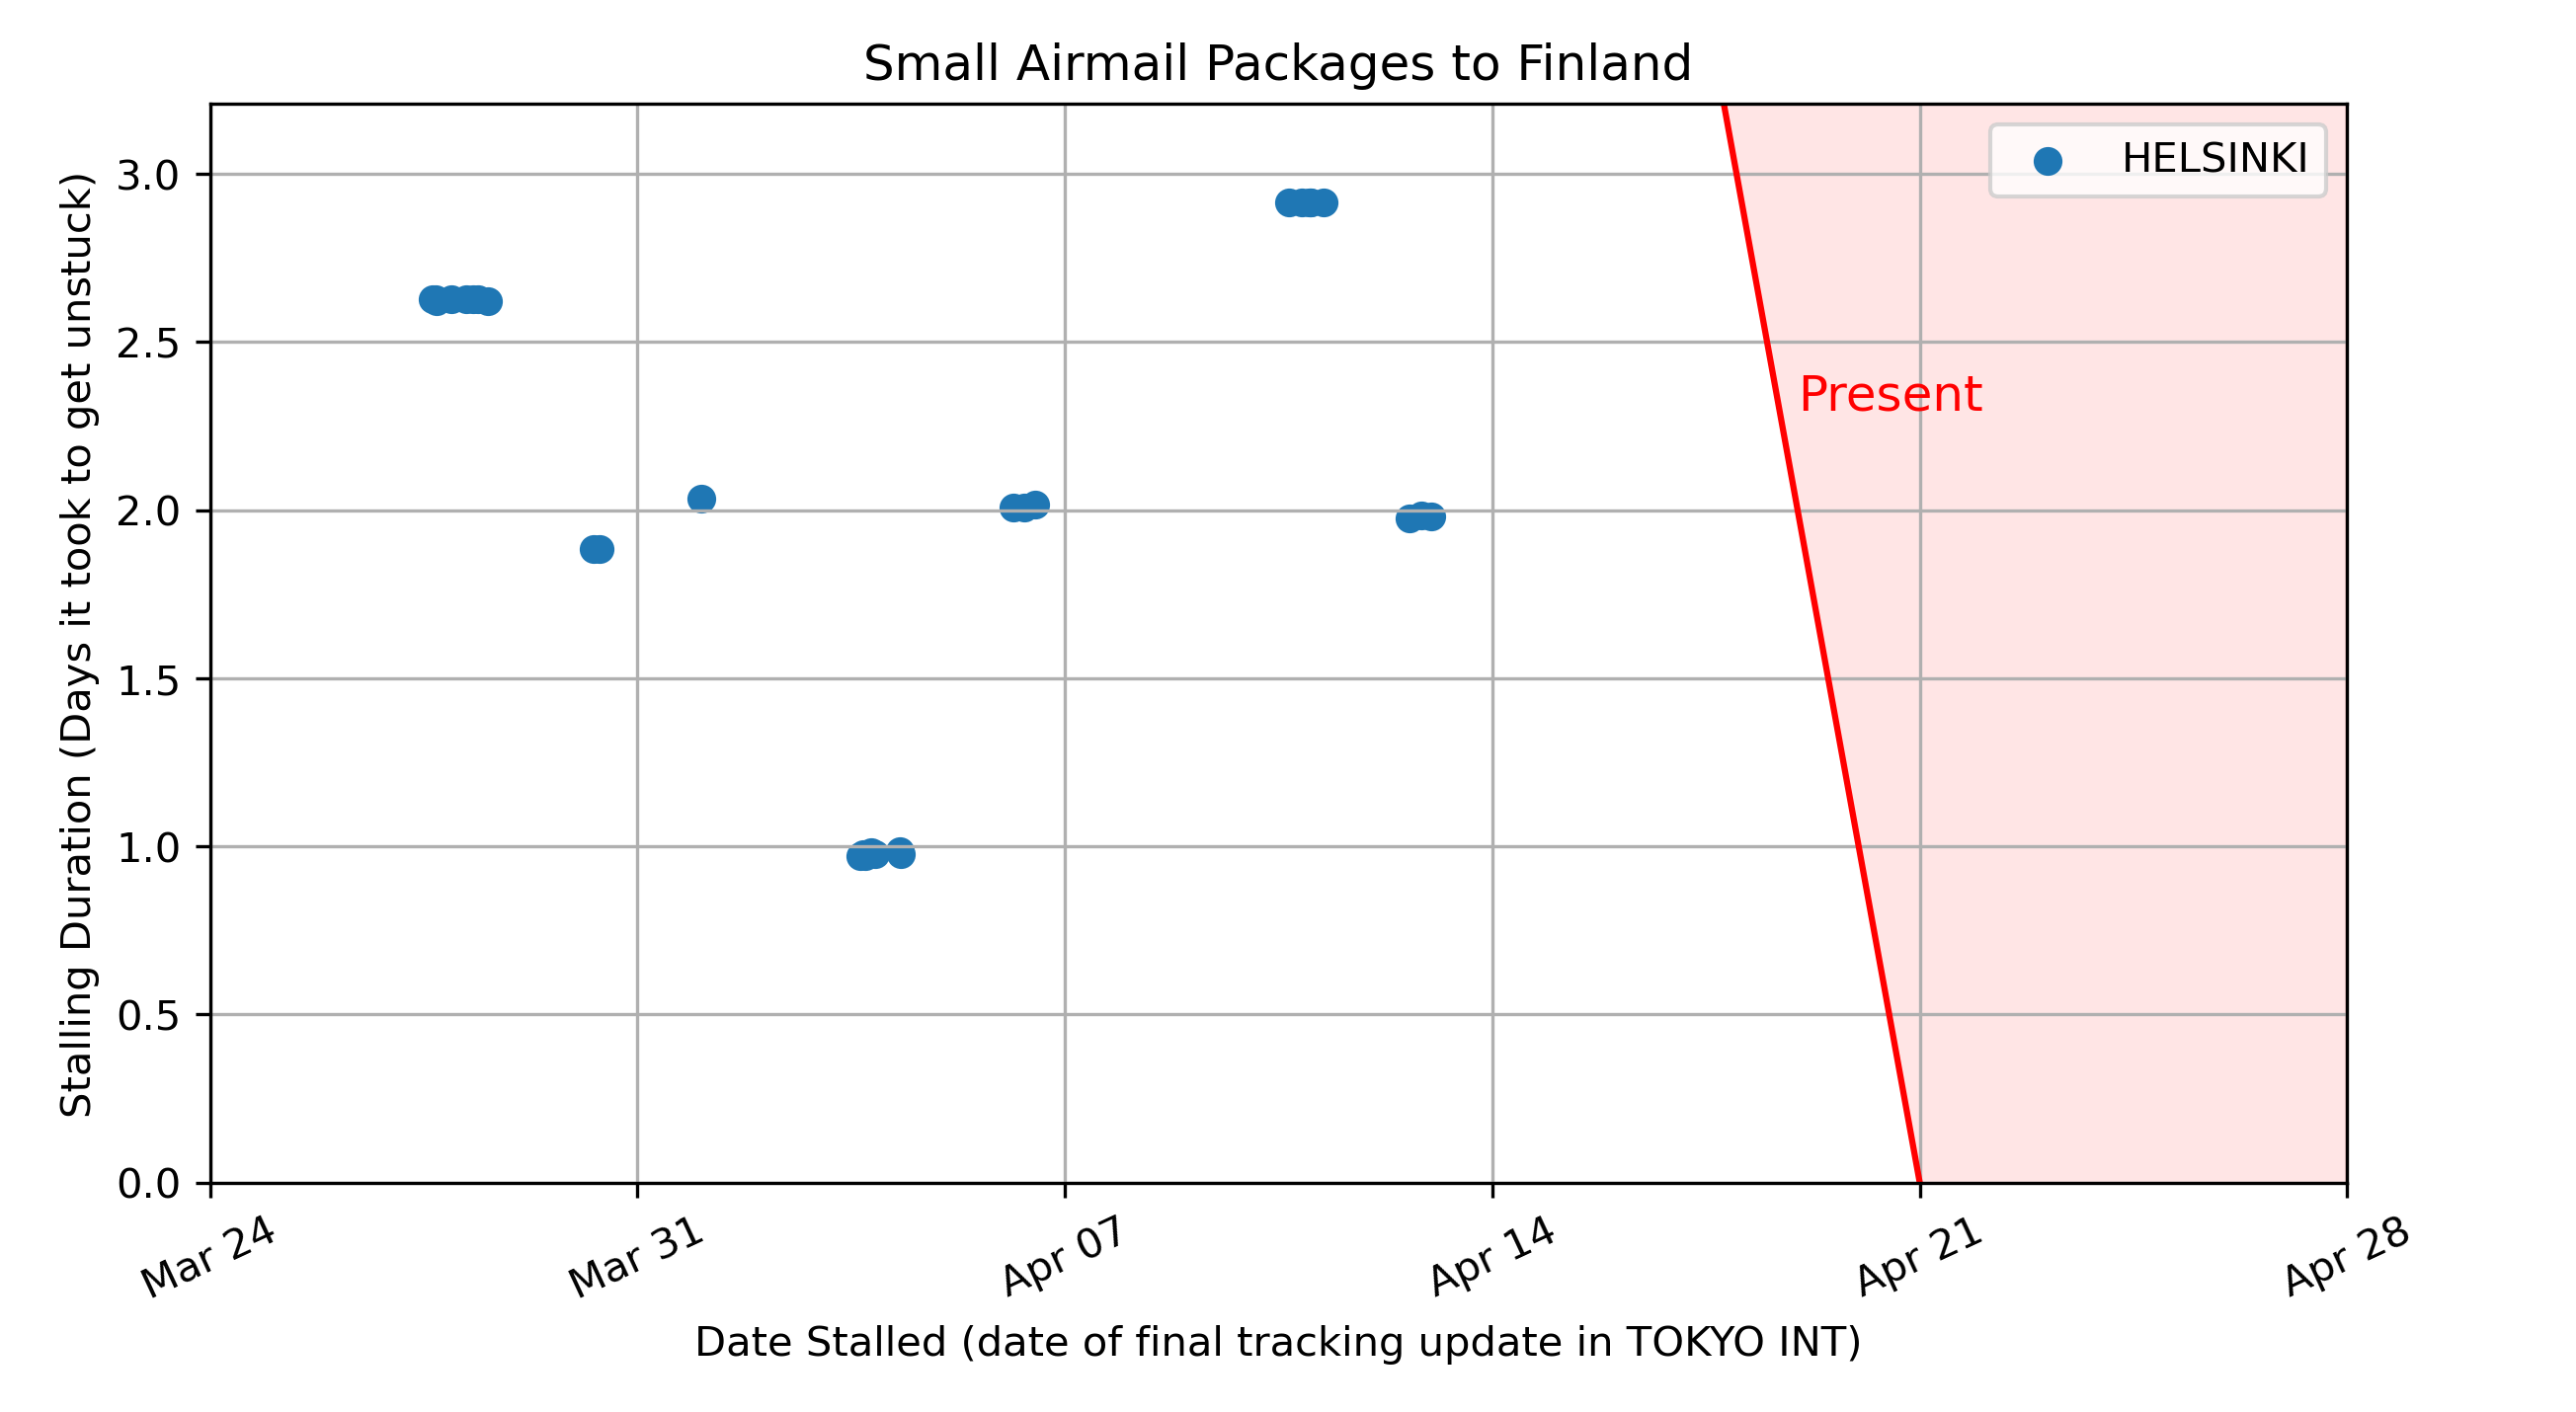 Small Airmail Packages to Finland
HELSINKI
Present
Stalling Duration (Days it took to get unstuck)
3.0
2.5
2.0
1.5
1.0
0.5
0.0
Mar 24
Mar 31
Apr 07
Apr 14
Apr 21
Apr 28
Date Stalled (date of final tracking update in TOKYO INT)